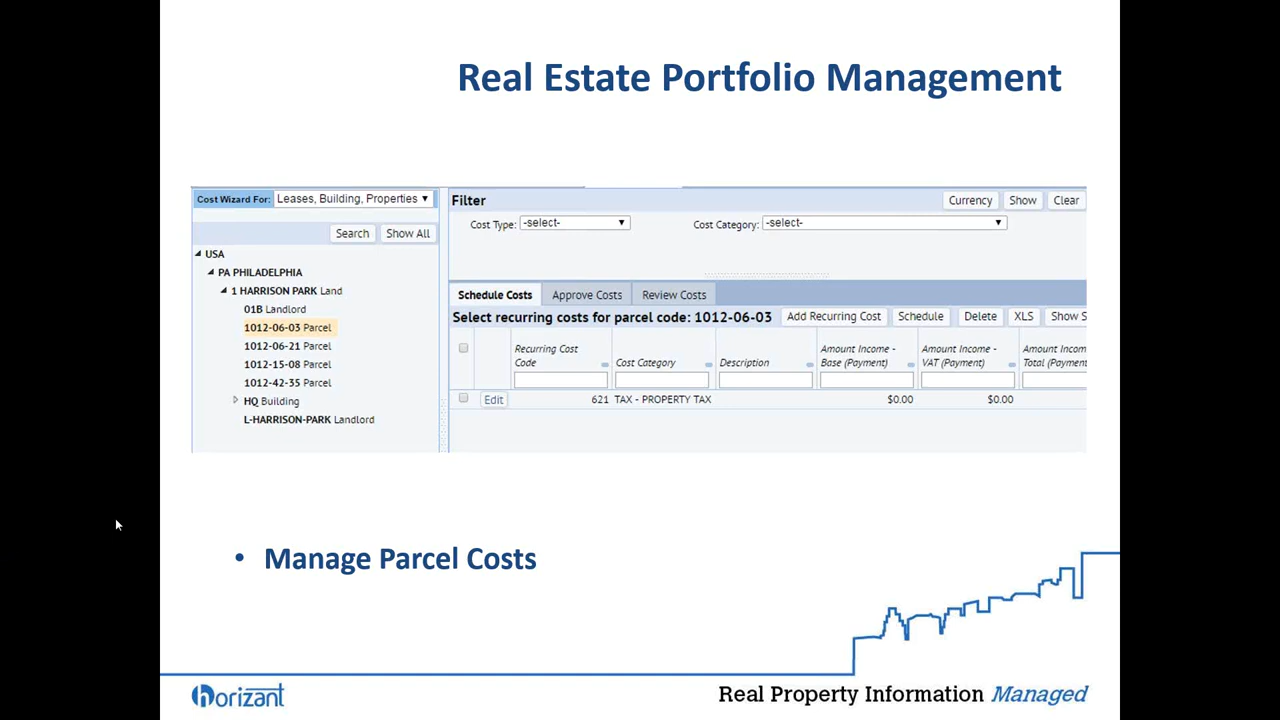 Real Estate Portfolio Management
Cost Wizard For: Leases, Building, Properties
Search Show All
USA
PA PHILADELPHIA
1 HARRISON PARK Land
01B Landlord
1012-06-03 Parcel
1012-06-21 Parcel
1012-15-08 Parcel
1012-42-35 Parcel
HQ Building
L-HARRISON-PARK Landlord
Filter Currency Show Clear
Cost Type: -select- Cost Category: -select-
Schedule Costs Approve Costs Review Costs
Select recurring costs for parcel code: 1012-06-03 Add Recurring Cost Schedule Delete XLS Show S
Recurring Cost Code Cost Category Description Amount Income - Base (Payment) Amount Income - VAT (Payment) Amount Incom Total (Payment
Edit 621 TAX - PROPERTY TAX $0.00 $0.00
• Manage Parcel Costs
horizant
Real Property Information Managed